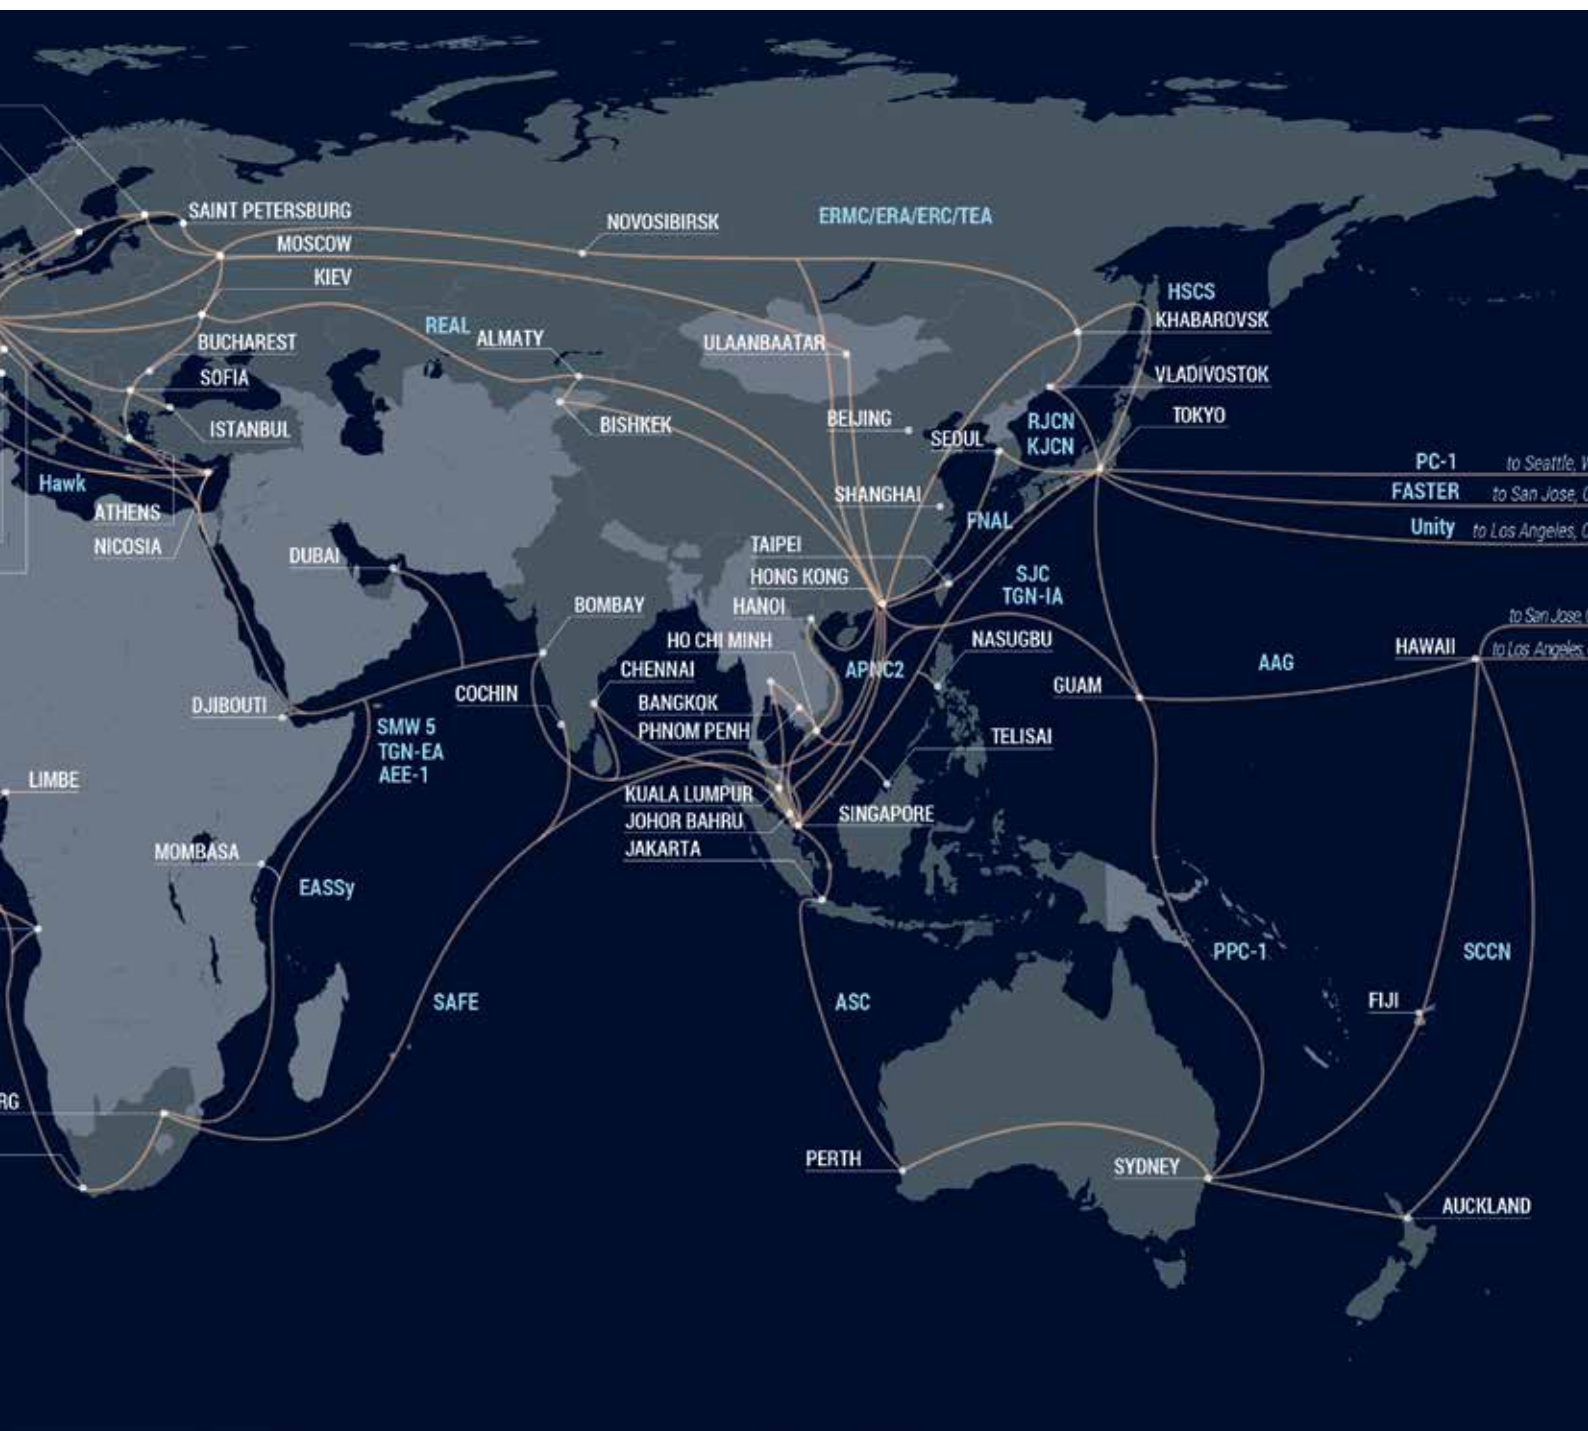 SAINT PETERSBURG
NOVOSIBIRSK
ERMC/ERA/ERC/TEA
MOSCOW
KIEV
HSCS
KHABAROVSK
REAL
ALMATY
ULAANBAATAR
BUCHAREST
SOFIA
VLADIVOSTOK
ISTANBUL
BISHKEK
BEIJING
SEOUL
RJCN
KJCN
TOKYO
PC-1
to Seattle,
Hawk
FASTER
to San Jose,
SHANGHAI
ATHENS
FNAL
Unity
to Los Angeles,
NICOSIA
DUBAI
TAIPEI
HONG KONG
SJC
TGN-IA
BOMBAY
HANOI
to San Jose,
HO CHI MINH
NASUGBU
HAWAII
to Los Angeles,
CHENNAI
APNC2
AAG
COCHIN
GUAM
DJIBOUTI
BANGKOK
PHNOM PENH
SMW 5
TGN-EA
AEE-1
TELISAI
LIMBE
KUALA LUMPUR
JOHOR BAHRU
SINGAPORE
JAKARTA
MOMBASA
EASSy
PPC-1
SCCN
SAFE
ASC
FIJI
RG
PERTH
SYDNEY
AUCKLAND